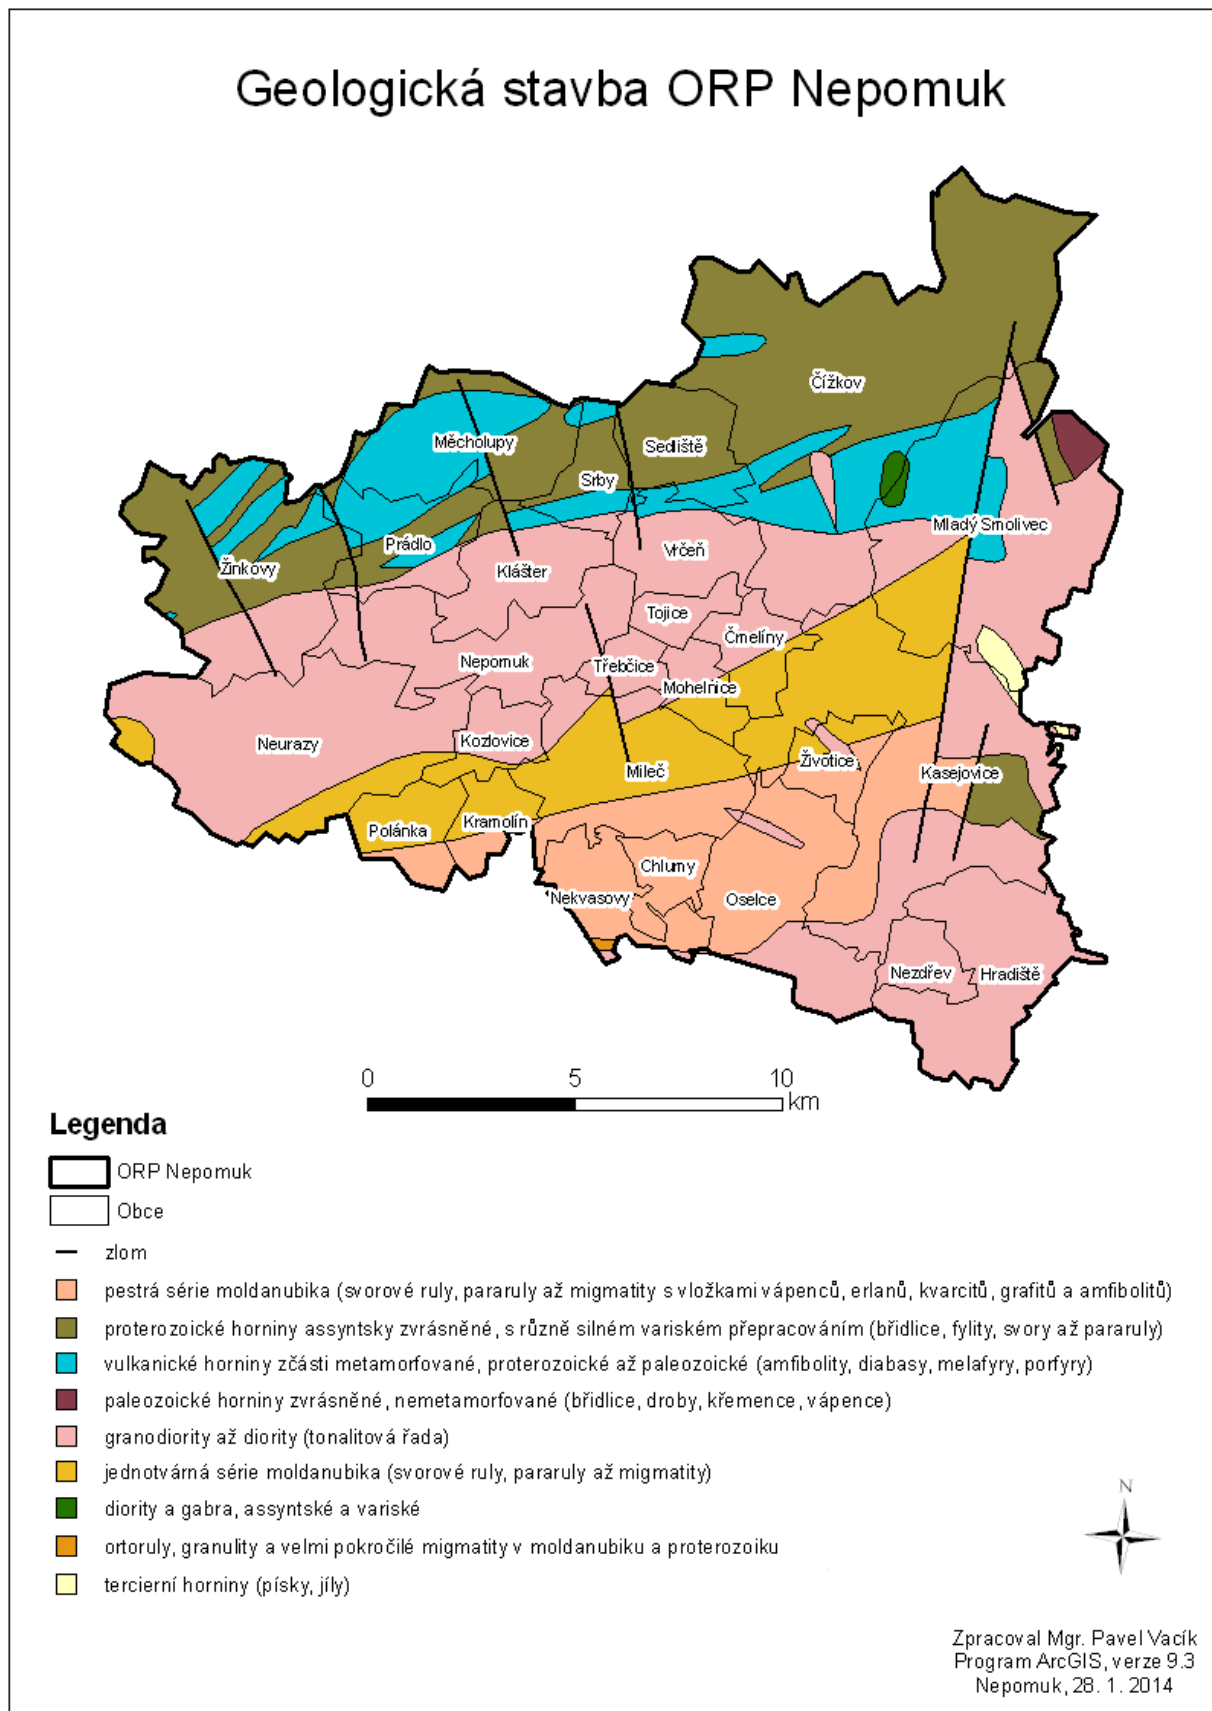 Geologická stavba ORP Nepomuk
Čížkov
Měcholupy
Sedliště
Srby
Mladý Smolivec
Prádlo
Vrčeň
Žinkovy
Klášter
Tojice
Čmelíny
Nepomuk
Třebčice
Mohelnice
Neurazy
Kozlovice
Mileč
Životice
Kasejovice
Polánka
Kramolín
Chlumy
Nekvasovy
Oselce
Nezdřev
Hradiště
0 5 10
km
Legenda
ORP Nepomuk
Obce
zlom
pestrá série moldanubika (svorové ruly, pararuly až migmatity s vložkami vápenců, erlanů, kvarcitů, grafitů a amfibolitů)
proterozoické horniny assyntsky zvrásněné, s různě silném variském přepracováním (břidlice, fylity, svory až pararuly)
vulkanické horniny zčásti metamorfované, proterozoické až paleozoické (amfibolity, diabasy, melafyry, porfyry)
paleozoické horniny zvrásněné, nemetamorfované (břidlice, droby, křemence, vápence)
granodiority až diority (tonalitová řada)
jednotvárná série moldanubika (svorové ruly, pararuly až migmatity)
diority a gabra, assyntské a variské
ortoruly, granulity a velmi pokročilé migmatity v moldanubiku a proterozoiku
tercierní horniny (písky, jíly)
N
Zpracoval Mgr. Pavel Vacík
Program ArcGIS, verze 9.3
Nepomuk, 28. 1. 2014